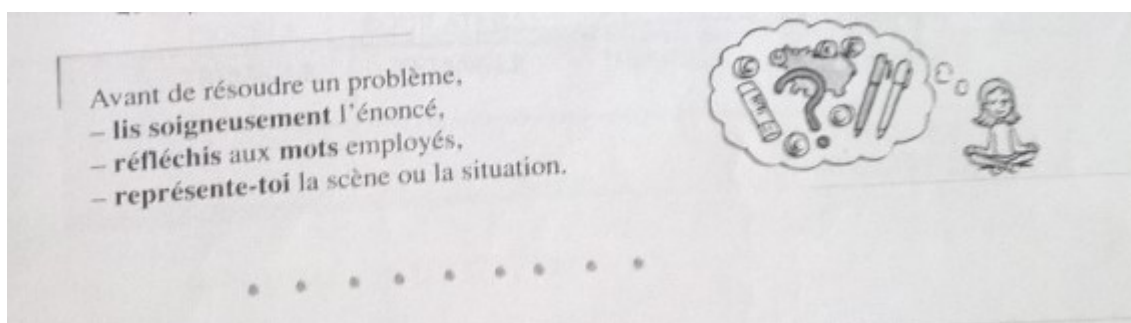 Avant de résoudre un problème,
– lis soigneusement l'énoncé,
– réfléchis aux mots employés,
– représente-toi la scène ou la situation.